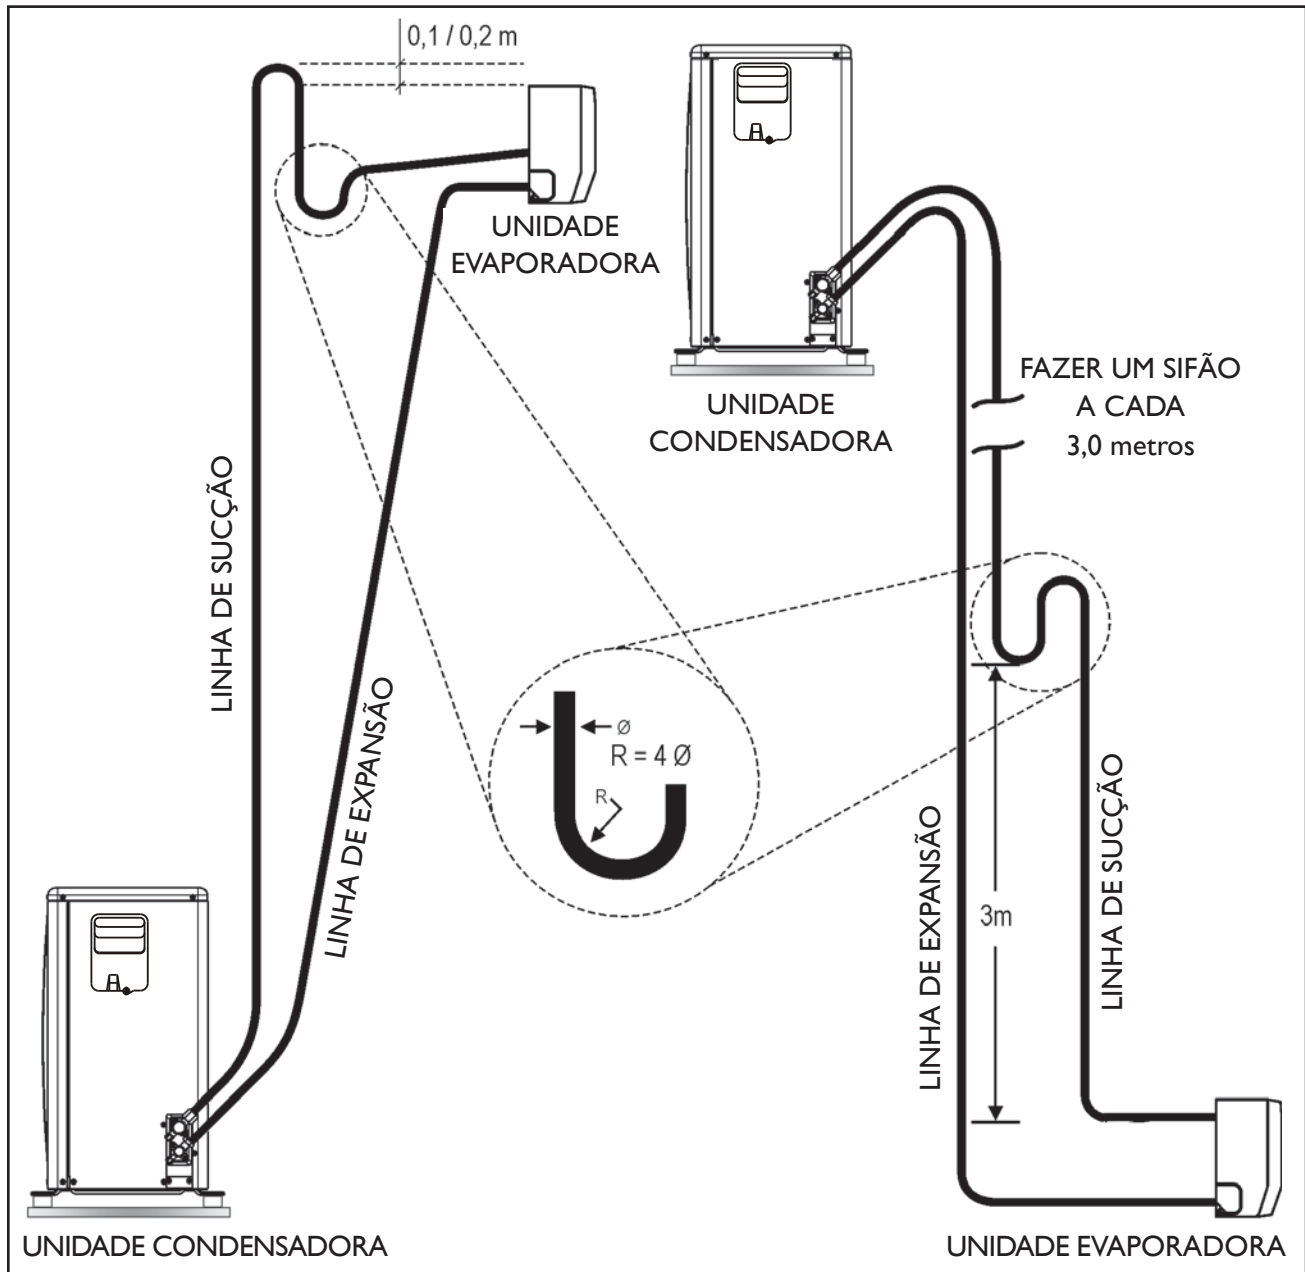 0,1 / 0,2 m
UNIDADE
EVAPORADORA
LINHA DE SUCÇÃO
LINHA DE EXPANSÃO
UNIDADE CONDENSADORA
Ø
R = 4 Ø
R
UNIDADE
CONDENSADORA
FAZER UM SIFÃO
A CADA
3,0 metros
LINHA DE EXPANSÃO
3m
LINHA DE SUCÇÃO
UNIDADE EVAPORADORA